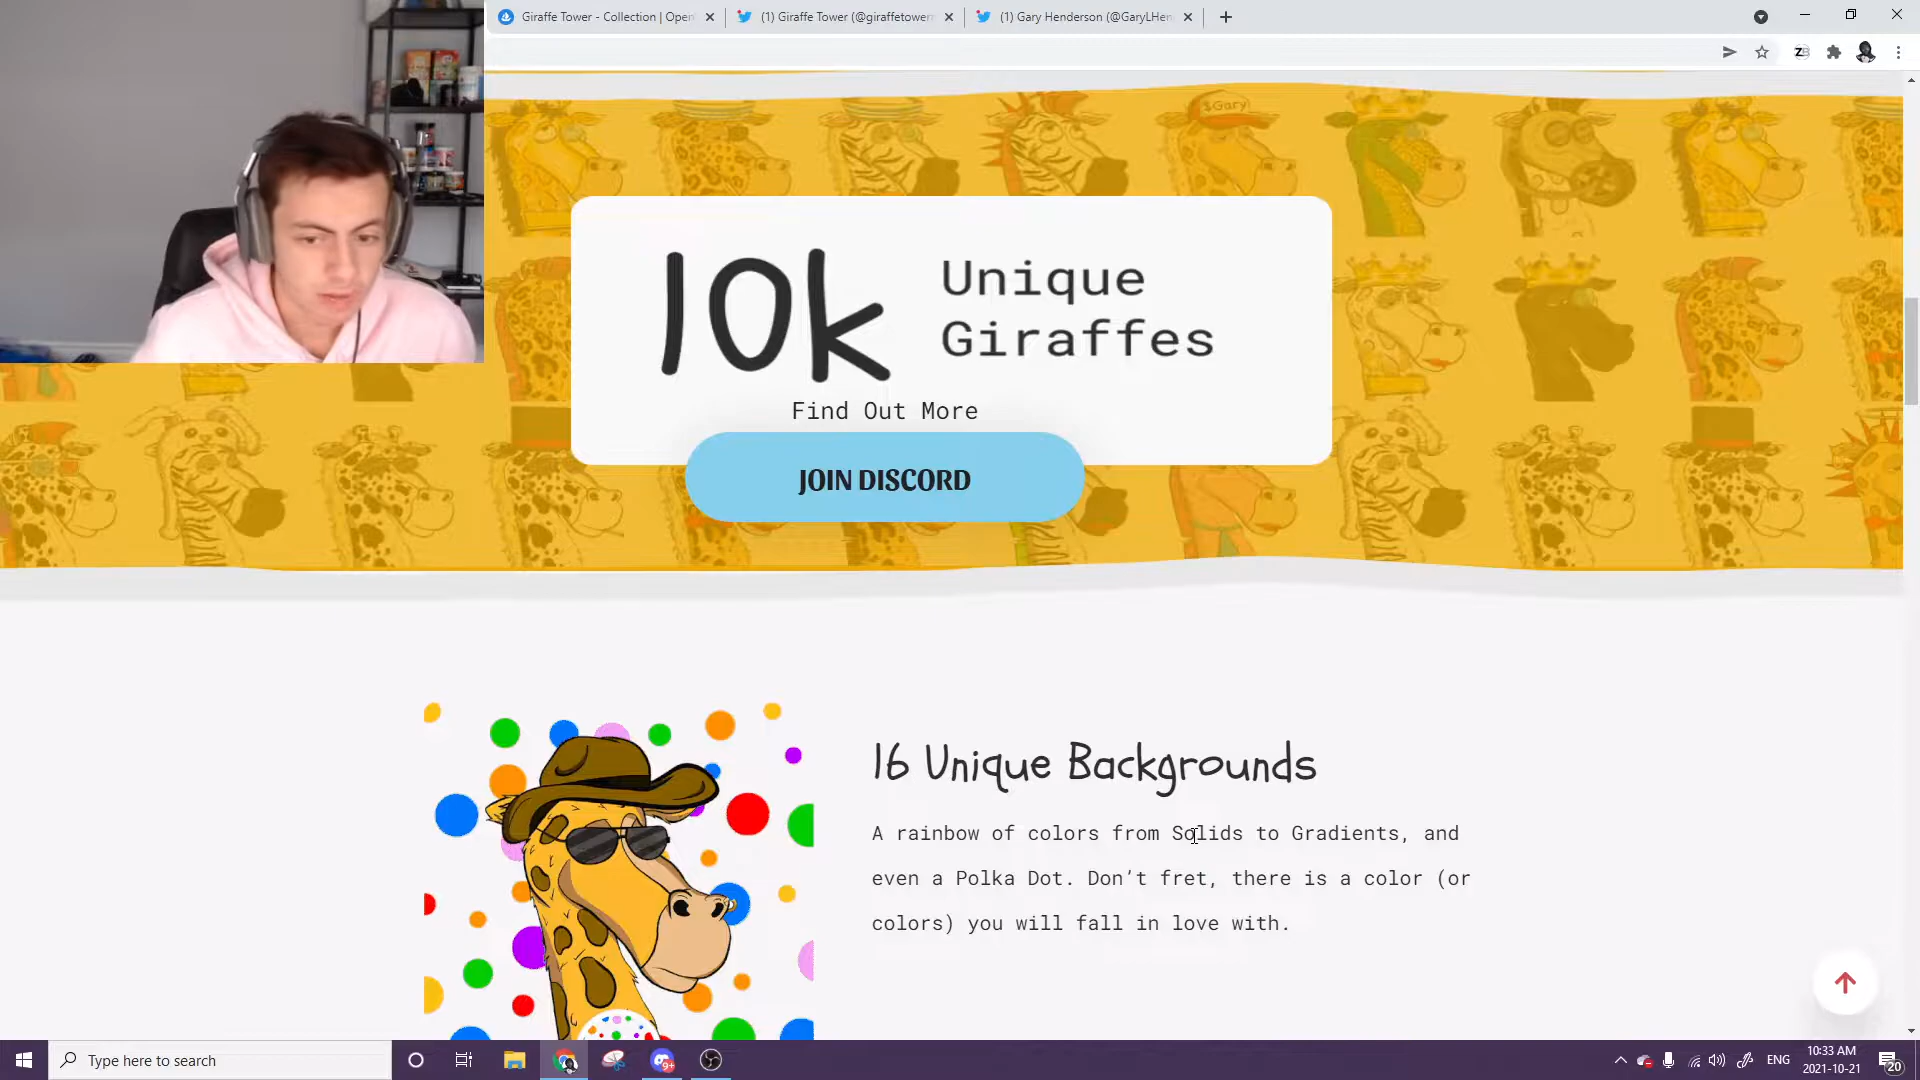 Giraffe Tower - Collection | Open
(1) Giraffe Tower (@giraffetower
(1) Gary Henderson (@GaryLHen
$Gary
10k
Unique
Giraffes
Find Out More
JOIN DISCORD
16 Unique Backgrounds
A rainbow of colors from Solids to Gradients, and
even a Polka Dot. Don’t fret, there is a color (or
colors) you will fall in love with.
Type here to search
9+
ENG
10:33 AM
2021-10-21
20